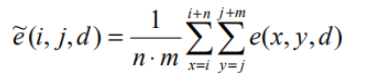 ẽ(i, j,d) = 1/(n·m) ∑_{x=i}^{i+n} ∑_{y=j}^{j+m} e(x, y,d)